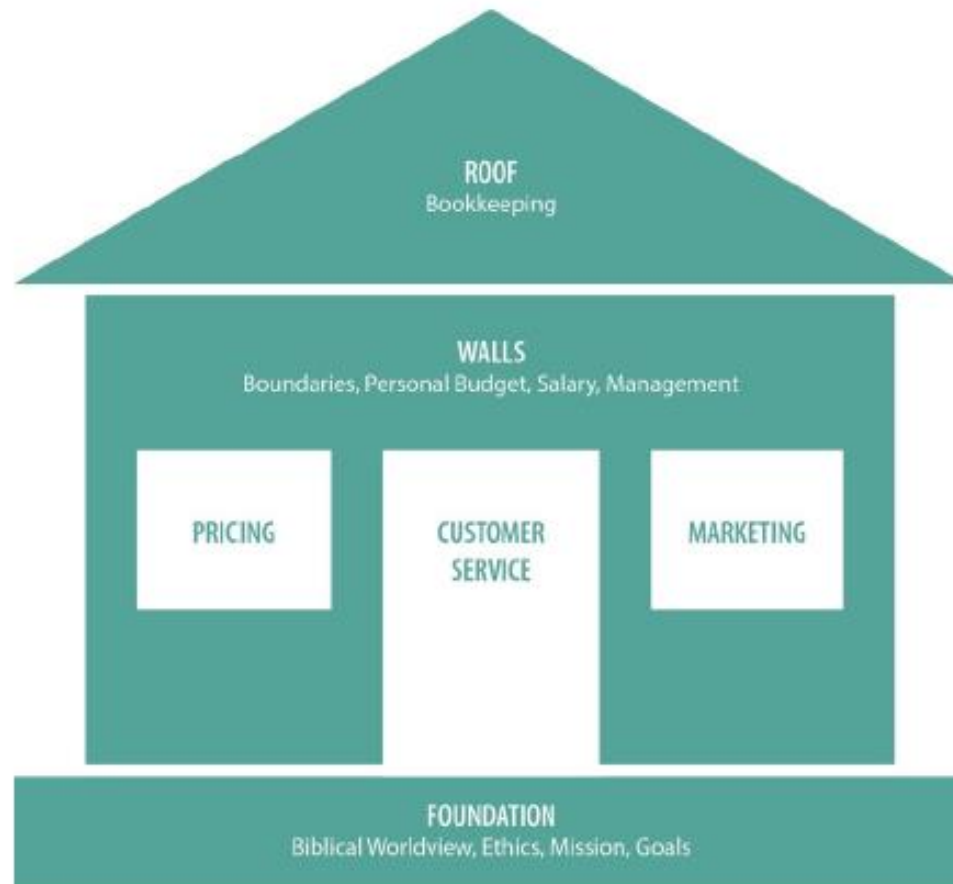 ROOF
Bookkeeping
WALLS
Boundaries, Personal Budget, Salary, Management
PRICING
CUSTOMER
SERVICE
MARKETING
FOUNDATION
Biblical Worldview, Ethics, Mission, Goals